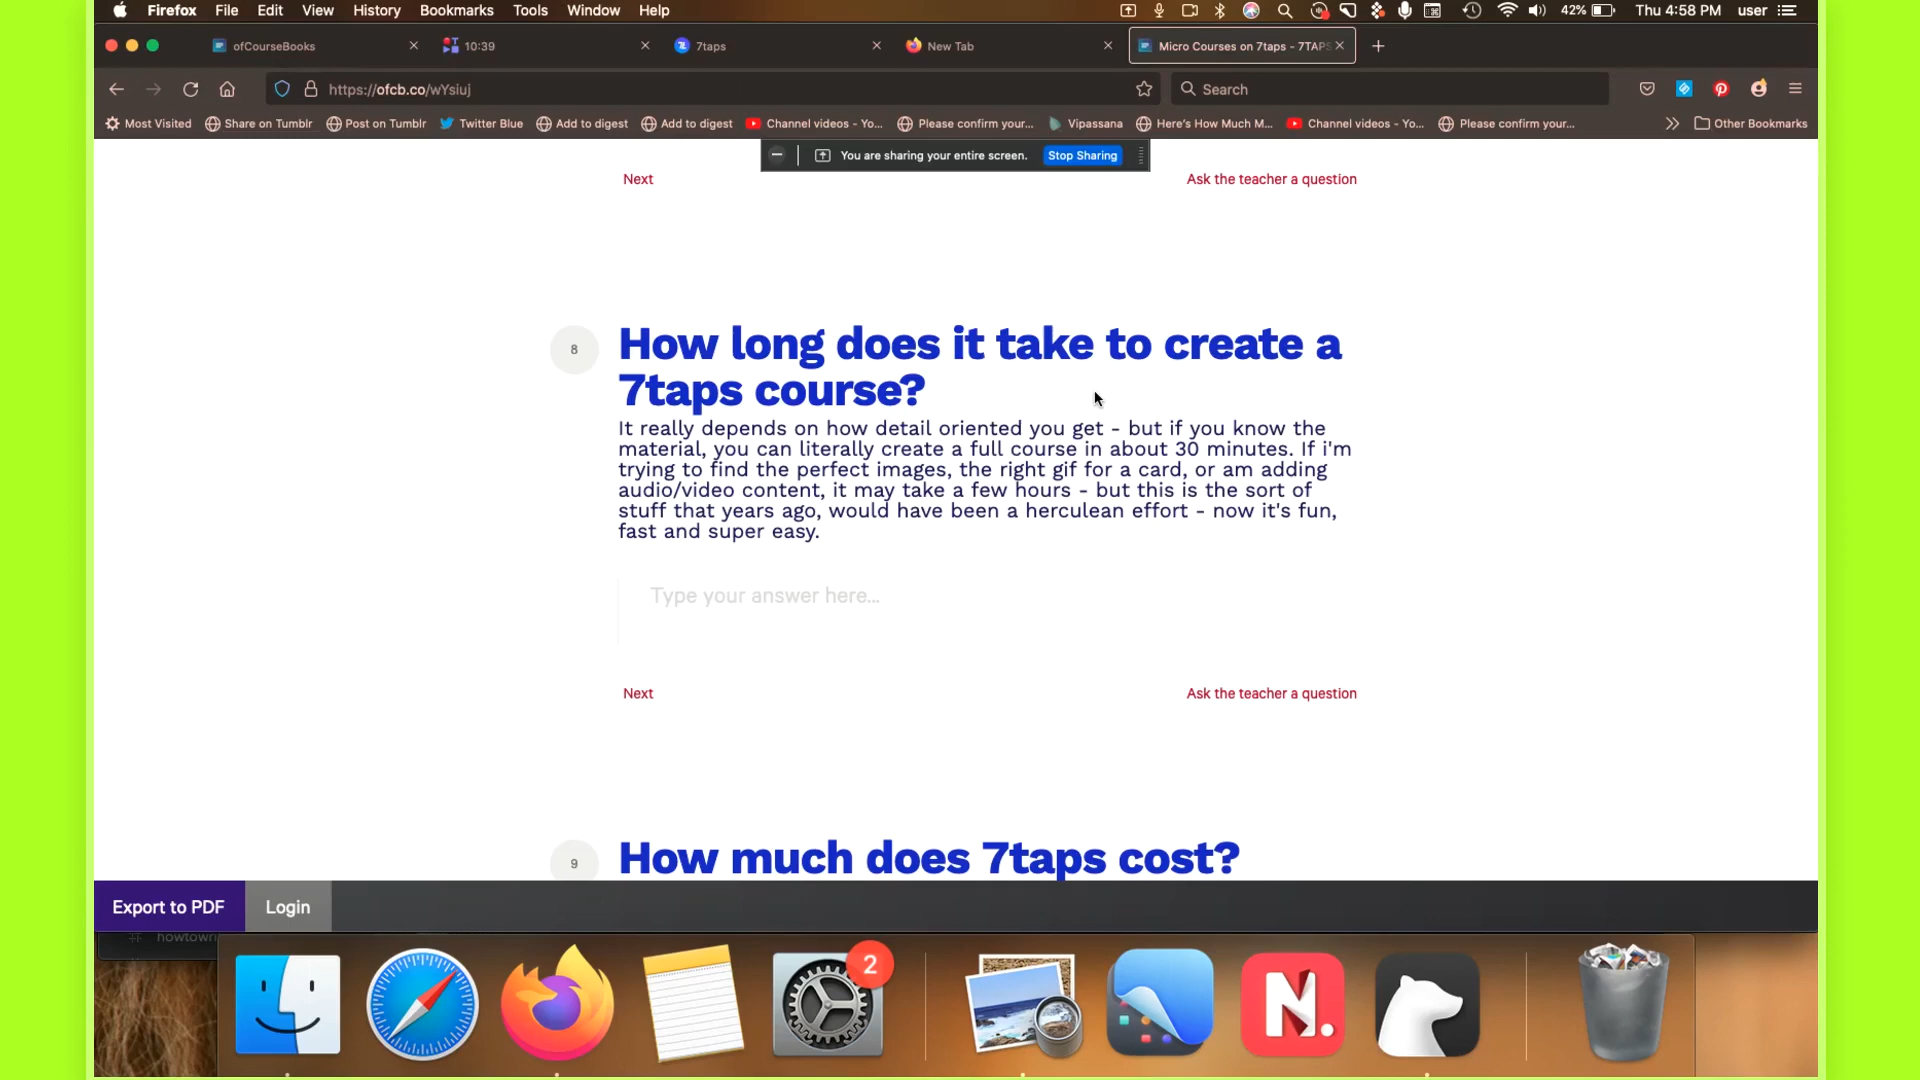 Firefox File Edit View History Bookmarks Tools Window Help 42% Thu 4:58 PM user
ofCourseBooks 10:39 7taps New Tab Micro Courses on 7taps - 7TAPS
https://ofcb.co/wYsiuj Search
Most Visited Share on Tumblr Post on Tumblr Twitter Blue Add to digest Add to digest Channel videos - Yo... Please confirm your... Vipassana Here's How Much M... Channel videos - Yo... Please confirm your... Other Bookmarks
You are sharing your entire screen. Stop Sharing
Next Ask the teacher a question
8 How long does it take to create a
7taps course?
It really depends on how detail oriented you get - but if you know the
material, you can literally create a full course in about 30 minutes. If i'm
trying to find the perfect images, the right gif for a card, or am adding
audio/video content, it may take a few hours - but this is the sort of
stuff that years ago, would have been a herculean effort - now it's fun,
fast and super easy.
Type your answer here...
Next Ask the teacher a question
9 How much does 7taps cost?
Export to PDF Login
2
N.